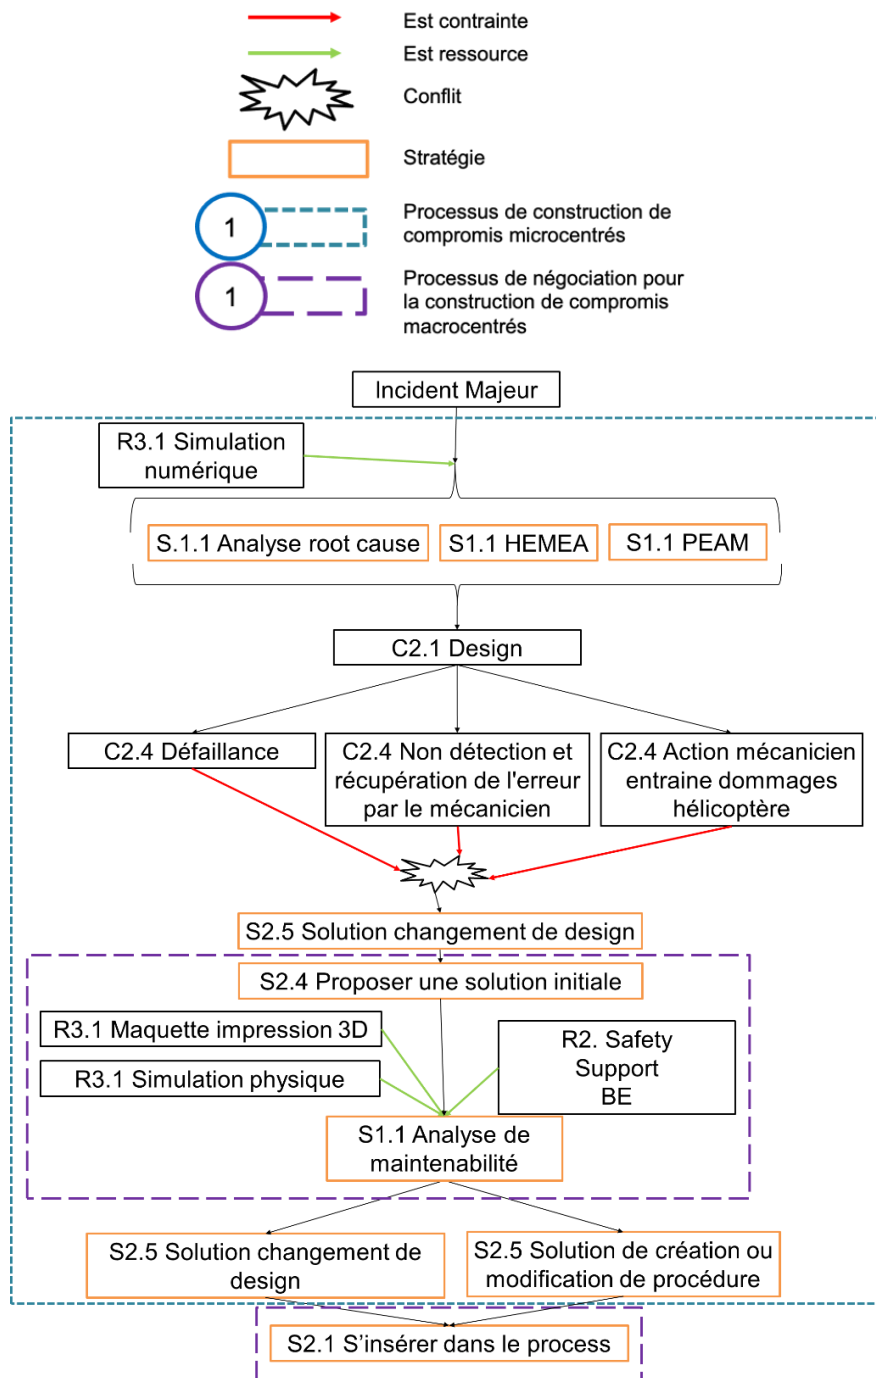 Est contrainte
Est ressource
Conflit
Stratégie
1
Processus de construction de
compromis microcentrés
1
Processus de négociation pour
la construction de compromis
macrocentrés
Incident Majeur
R3.1 Simulation
numérique
S.1.1 Analyse root cause
S1.1 HEMEA
S1.1 PEAM
C2.1 Design
C2.4 Défaillance
C2.4 Non détection et
récupération de l'erreur
par le mécanicien
C2.4 Action mécanicien
entraine dommages
hélicoptère
S2.5 Solution changement de design
S2.4 Proposer une solution initiale
R3.1 Maquette impression 3D
R3.1 Simulation physique
R2. Safety
Support
BE
S1.1 Analyse de
maintenabilité
S2.5 Solution changement de
design
S2.5 Solution de création ou
modification de procédure
S2.1 S’insérer dans le process